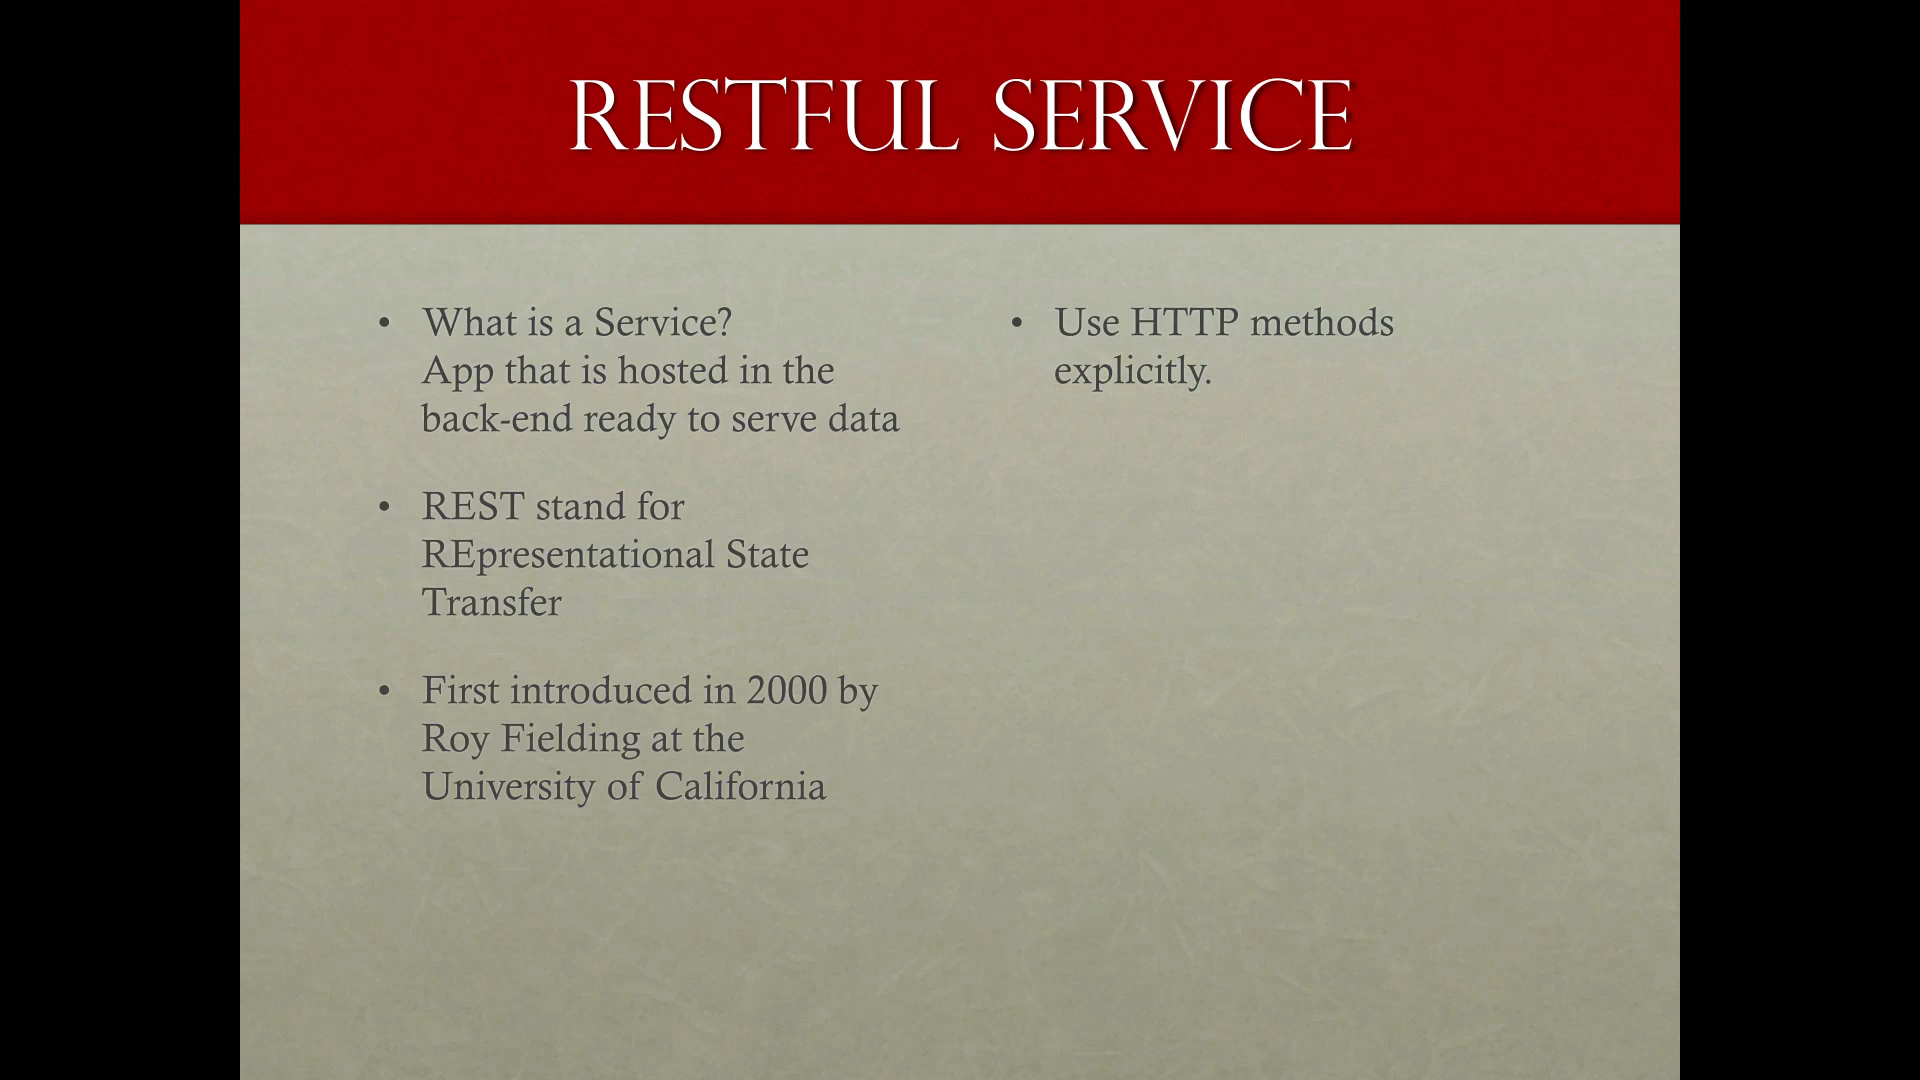 RESTFUL SERVICE
• What is a Service?
App that is hosted in the
back-end ready to serve data
• REST stand for
REpresentational State
Transfer
• First introduced in 2000 by
Roy Fielding at the
University of California
• Use HTTP methods
explicitly.